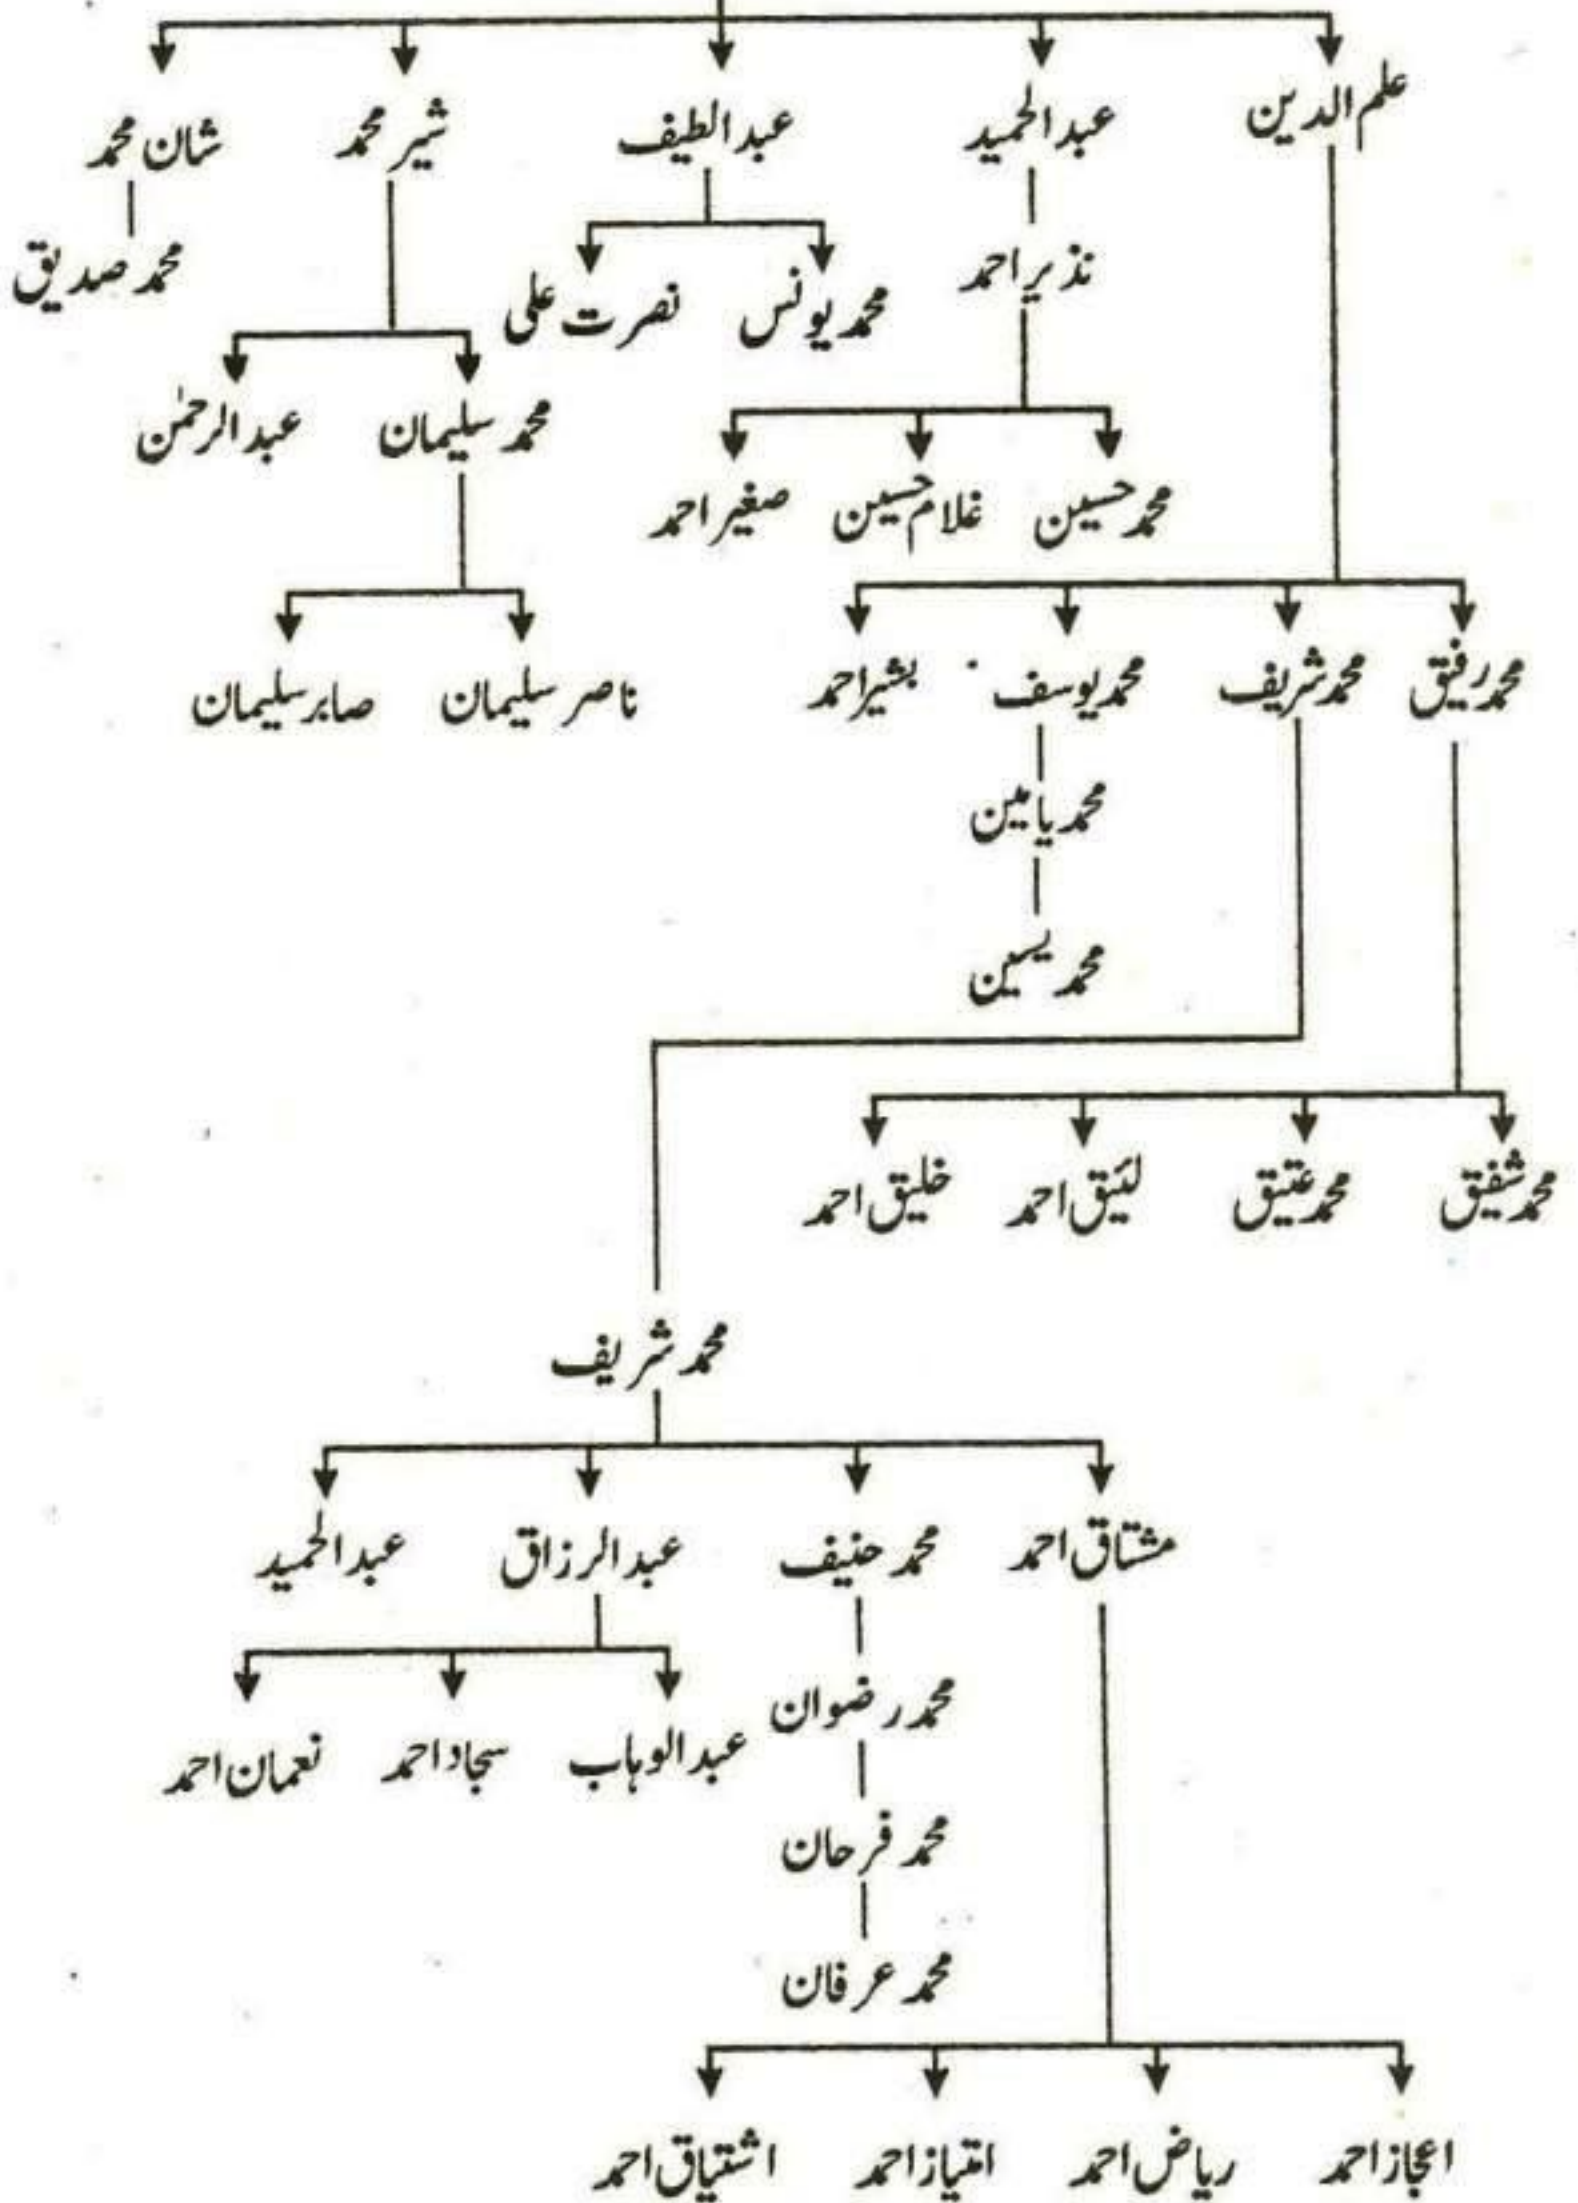 علم الدین عبدالحمید عبدالطیف شیر محمد شان محمد
نذیر احمد محمد صدیق
محمد یونس نصرت علی
محمد سلیمان عبدالرحمٰن
محمد حسین غلام حسین صغیر احمد
محمد رفیق محمد شریف محمد یوسف بشیر احمد ناصر سلیمان صابر سلیمان
محمد یامین
محمد یسین
محمد شفیق محمد عتیق لئیق احمد خلیق احمد
محمد شریف
مشتاق احمد محمد حنیف عبدالرزاق عبدالحمید
محمد رضوان
عبدالوہاب سجاد احمد نعمان احمد
محمد فرحان
محمد عرفان
اعجاز احمد ریاض احمد امتیاز احمد اشتیاق احمد